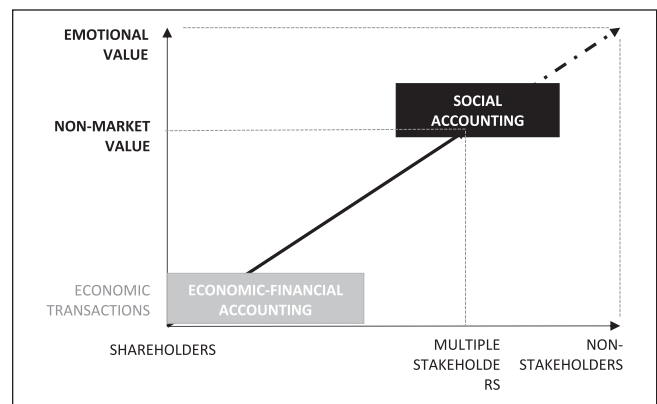 EMOTIONAL
VALUE
SOCIAL
ACCOUNTING
NON-MARKET
VALUE
ECONOMIC
TRANSACTIONS
ECONOMIC-FINANCIAL
ACCOUNTING
SHAREHOLDERS
MULTIPLE
STAKEHOLDE
RS
NON-
STAKEHOLDERS